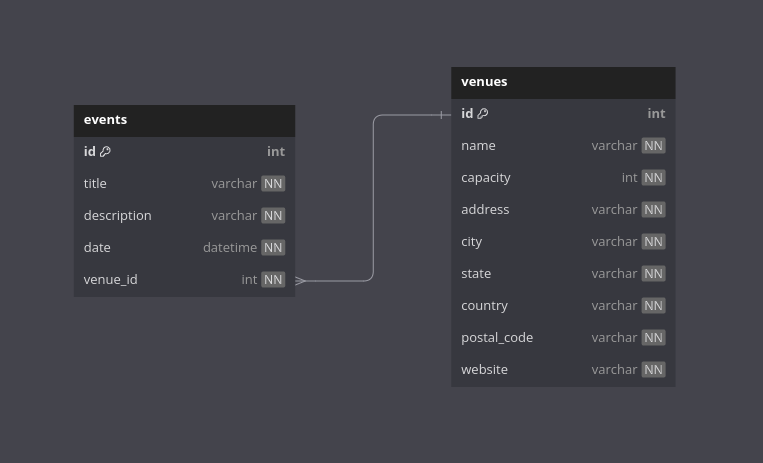 events
id int
title varchar NN
description varchar NN
date datetime NN
venue_id int NN
venues
id int
name varchar NN
capacity int NN
address varchar NN
city varchar NN
state varchar NN
country varchar NN
postal_code varchar NN
website varchar NN